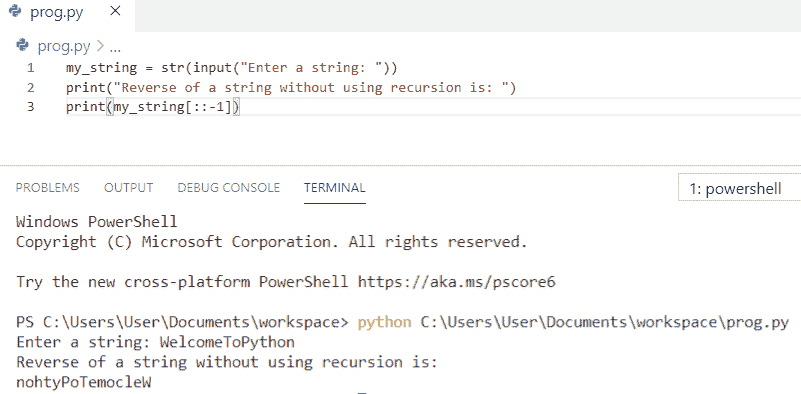 prog.py ×
prog.py > ...
1 my_string = str(input("Enter a string: "))
2 print("Reverse of a string without using recursion is: ")
3 print(my_string[::-1])
PROBLEMS OUTPUT DEBUG CONSOLE TERMINAL 1: powershell
Windows PowerShell
Copyright (C) Microsoft Corporation. All rights reserved.
Try the new cross-platform PowerShell https://aka.ms/pscore6
PS C:\Users\User\Documents\workspace> python C:\Users\User\Documents\workspace\prog.py
Enter a string: WelcomeToPython
Reverse of a string without using recursion is:
nohtyPoTemocleW